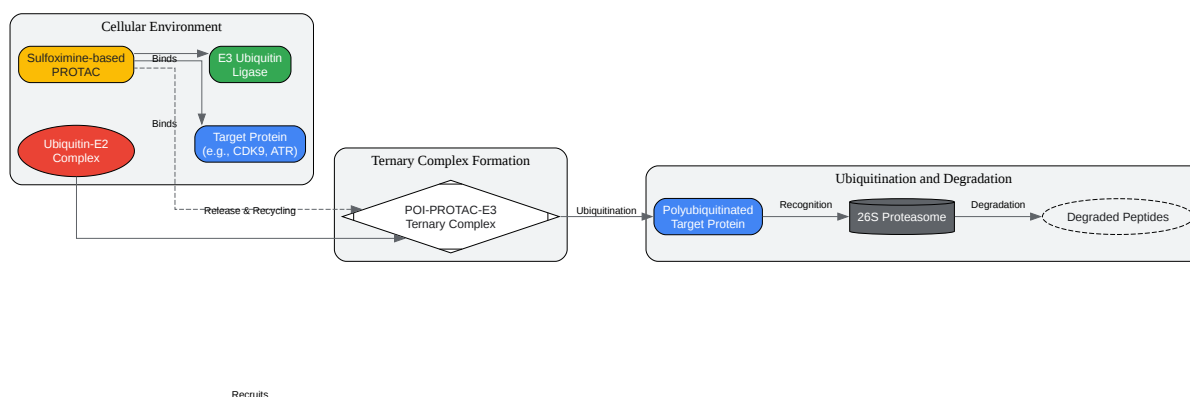 Cellular Environment
Sulfoximine-based
PROTAC
Binds
E3 Ubiquitin
Ligase
Binds
Ubiquitin-E2
Complex
Target Protein
(e.g., CDK9, ATR)
Release & Recycling
Ternary Complex Formation
POI-PROTAC-E3
Ternary Complex
Ubiquitination
Ubiquitination and Degradation
Polyubiquitinated
Target Protein
Recognition
26S Proteasome
Degradation
Degraded Peptides
Recruits